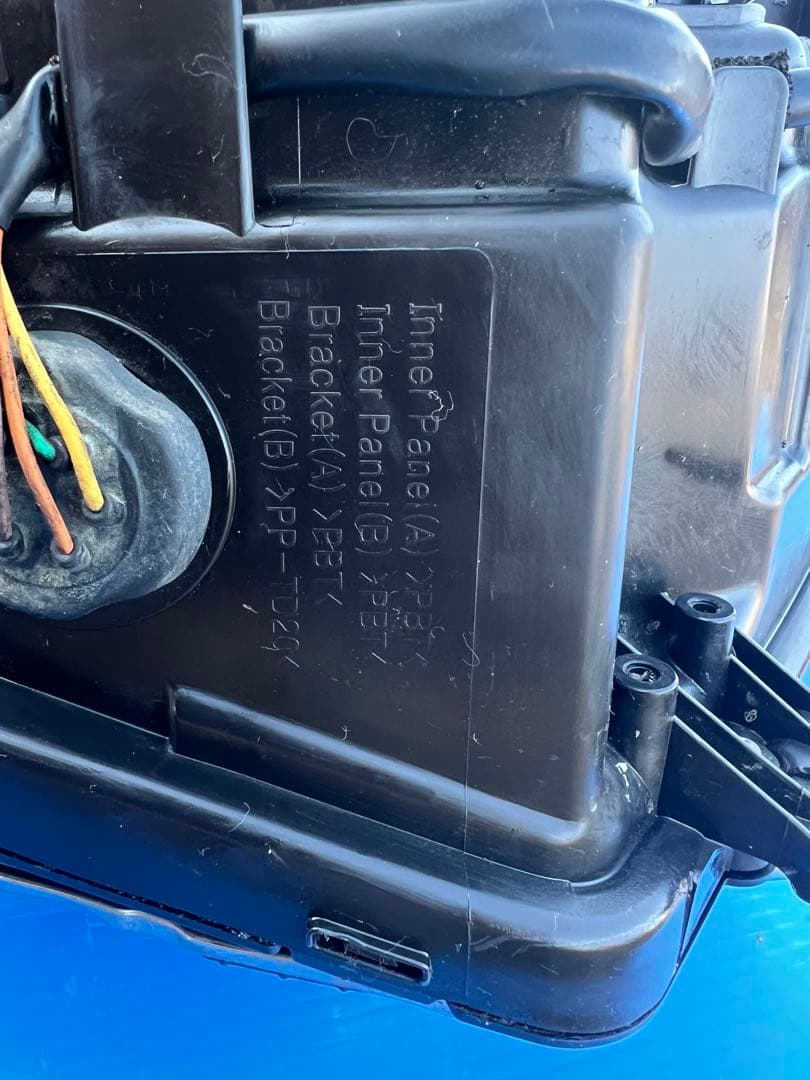 Inner Panel(A) >PBT<
Inner Panel(B) >PBT<
Bracket(A) >PBT<
Bracket(B) >PP-TD20<